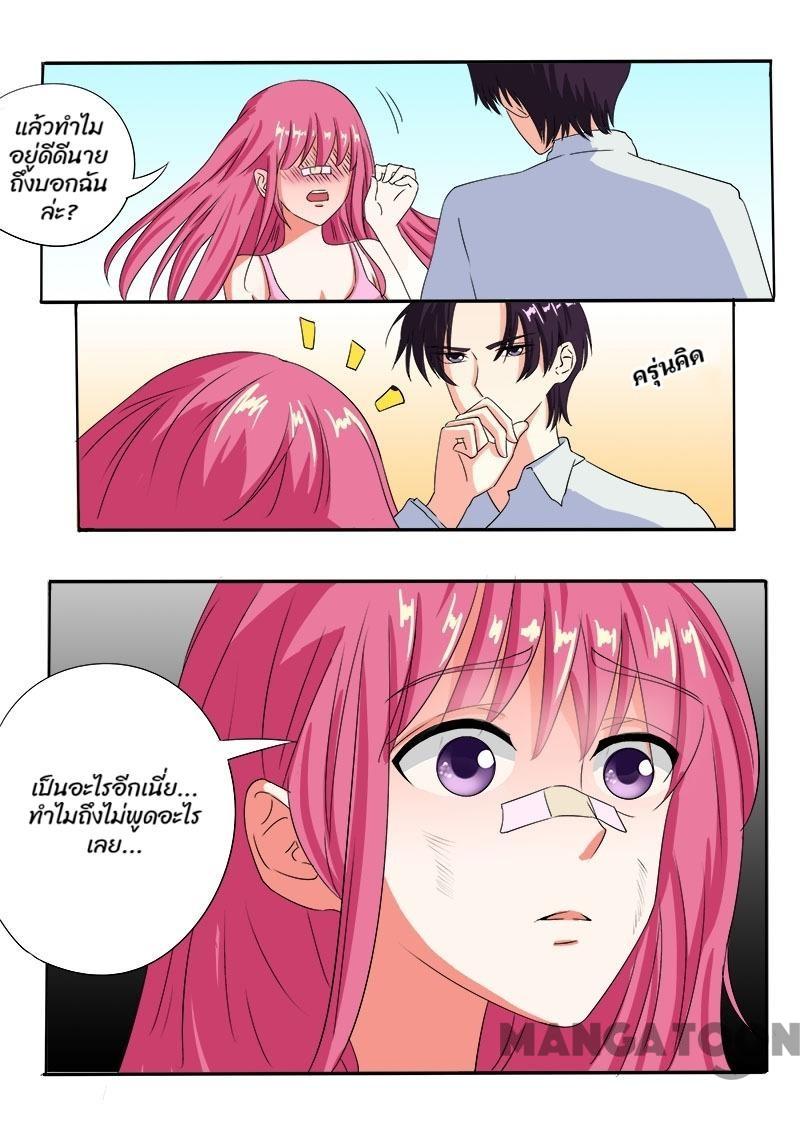 แล้วทำไม
อยู่ดีดีนาย
ถึงบอกฉัน
ล่ะ?
ครุ่นคิด
เป็นอะไรอีกเนี่ย...
ทำไมถึงไม่พูดอะไร
เลย...
MANGATOON